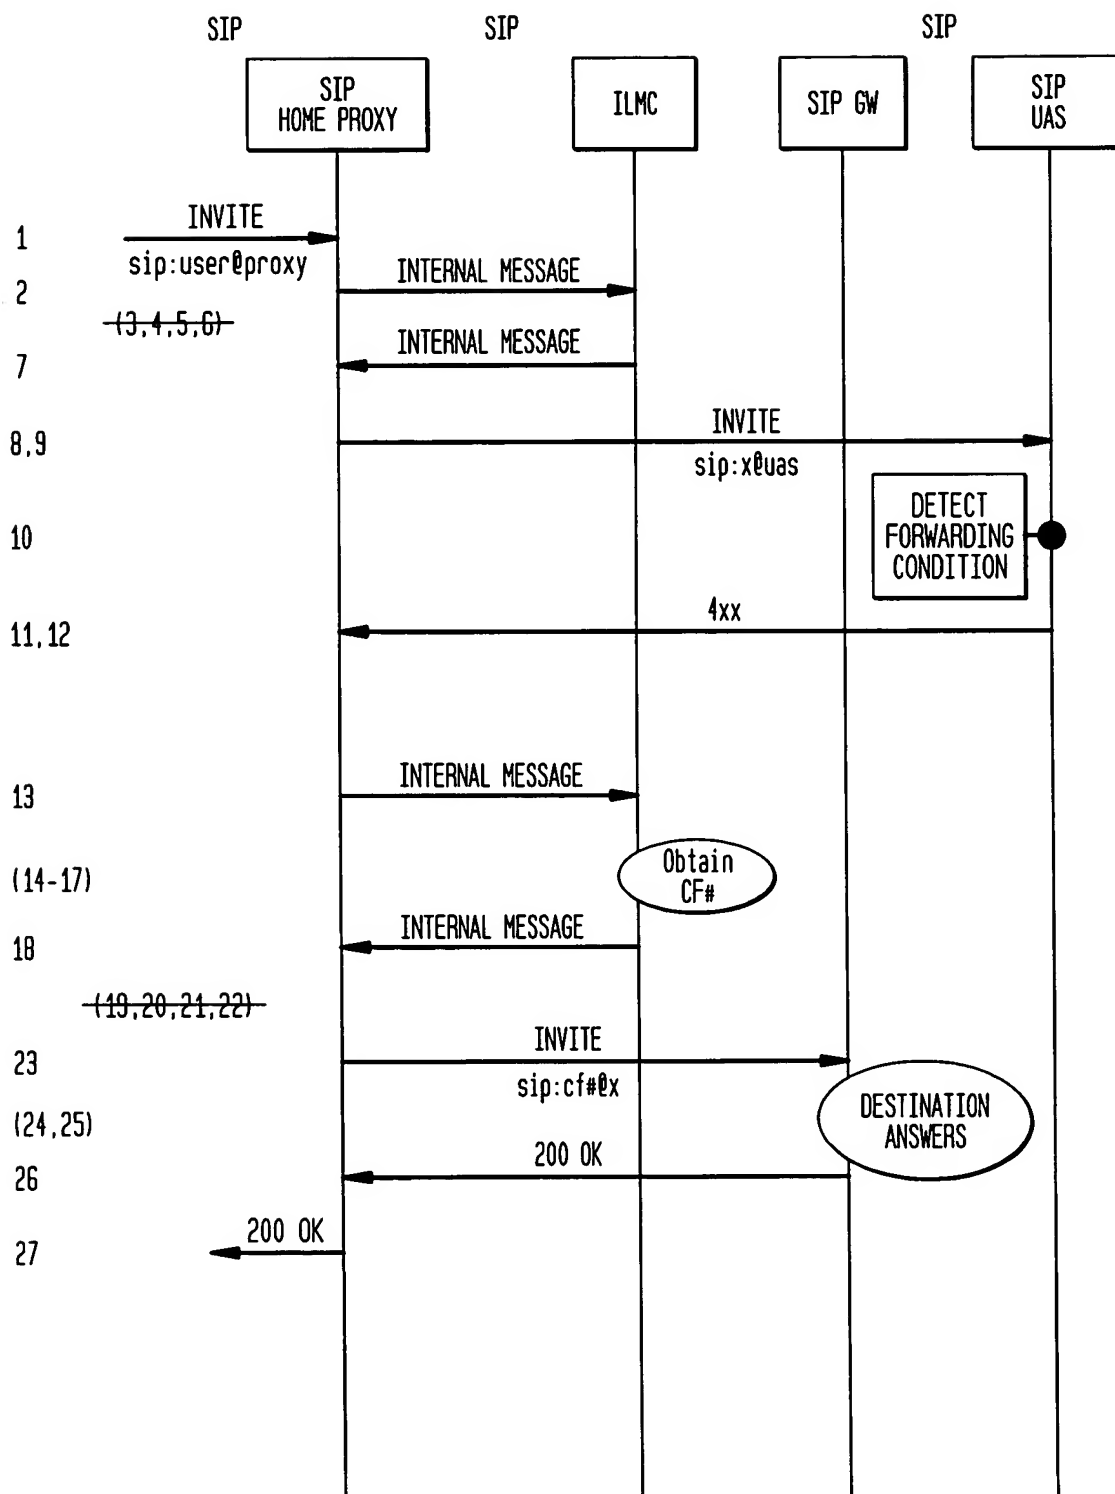 SIP
SIP
SIP
SIP
HOME PROXY
ILMC
SIP GW
SIP
UAS
1
INVITE
sip:user@proxy
2
INTERNAL MESSAGE
(3,4,5,6)
7
INTERNAL MESSAGE
8,9
INVITE
sip:x@uas
10
DETECT
FORWARDING
CONDITION
11,12
4xx
13
INTERNAL MESSAGE
(14-17)
Obtain
CF#
18
INTERNAL MESSAGE
(19,20,21,22)
23
INVITE
sip:cf#@x
(24,25)
DESTINATION
ANSWERS
26
200 OK
27
200 OK